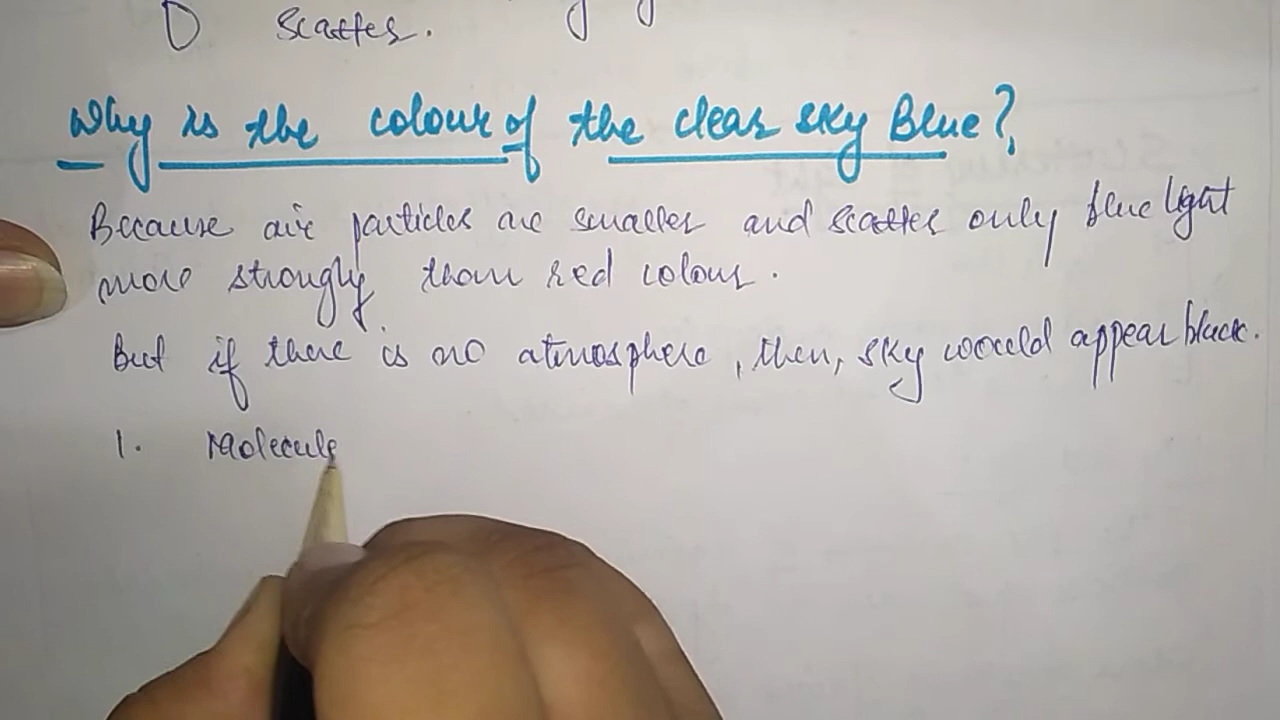 D scatter.
Why is the colour of the clear sky Blue?
Because air particles are smaller and scatter only blue light
more strongly than red colour.
But if there is no atmosphere, then, sky would appear black.
1. Molecule